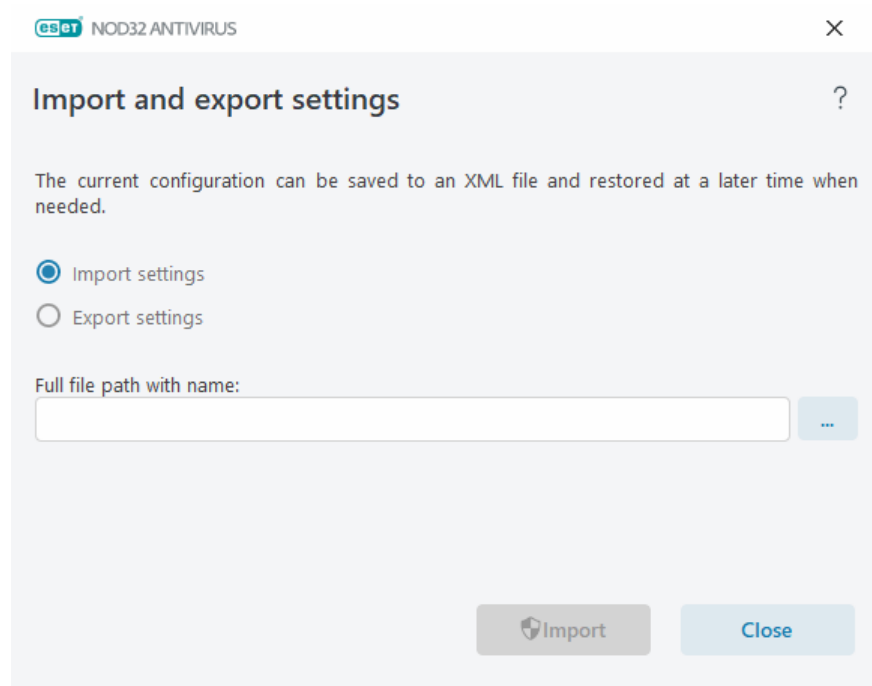 eset NOD32 ANTIVIRUS
Import and export settings
?
The current configuration can be saved to an XML file and restored at a later time when
needed.
Import settings
Export settings
Full file path with name:
...
Import
Close